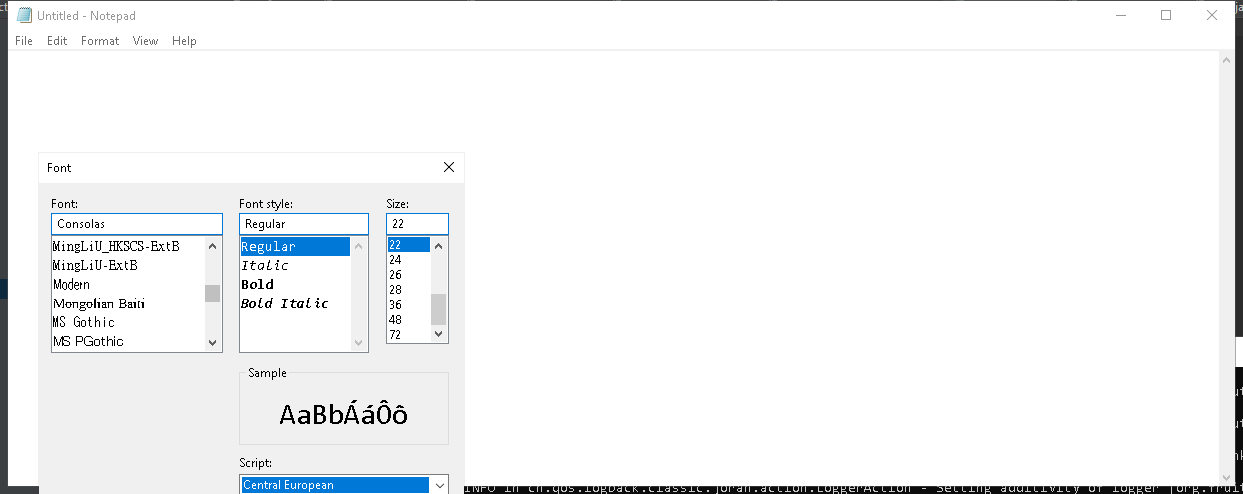 Untitled - Notepad
File Edit Format View Help
Font
Font: Font style: Size:
Consolas Regular 22
MingLiU_HKSCS-ExtB Regular 22
MingLiU-ExtB Italic 24
Modern Bold 26
Mongolian Baiti Bold Italic 28
MS Gothic 36
MS PGothic 48
72
Sample
AaBbÁáÔô
Script:
Central European
INFO in ch.qos.logback.classic.joran.action.LoggerAction - Setting additivity of logger